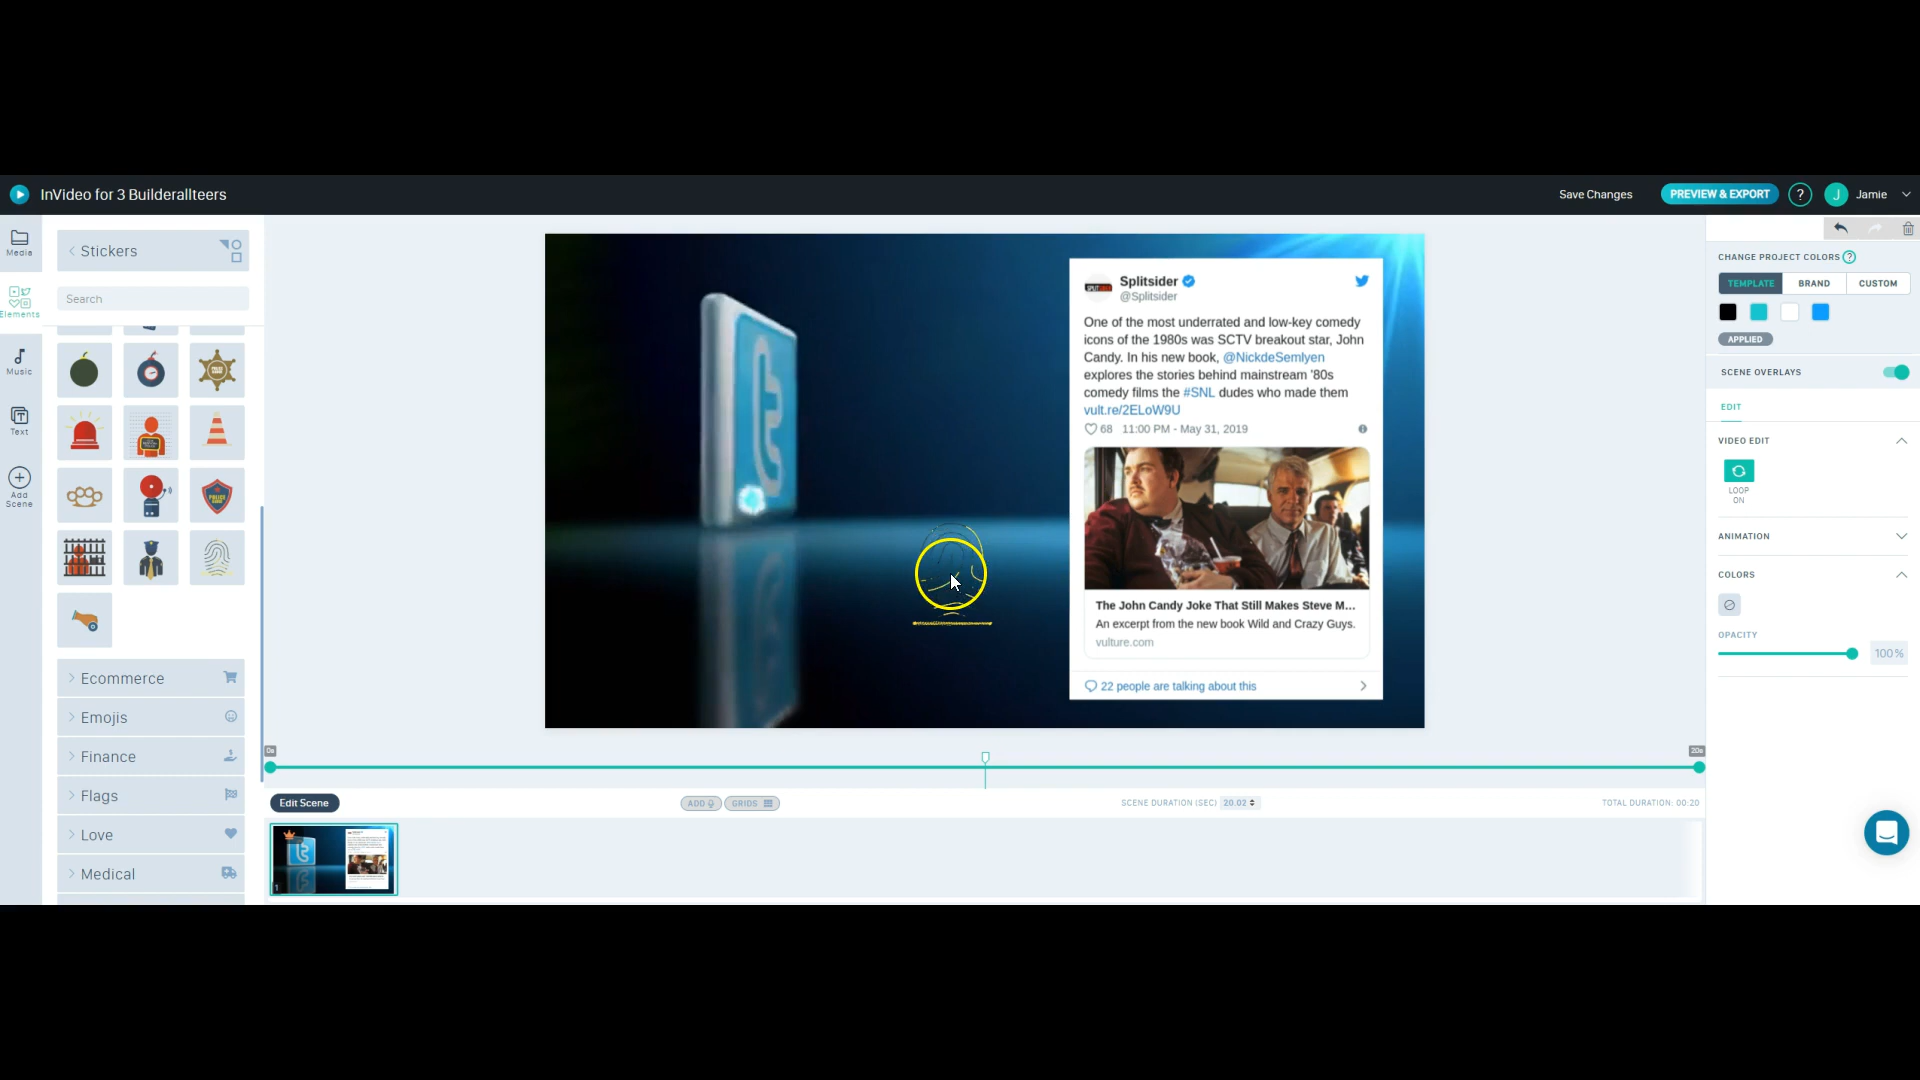 InVideo for 3 Builderallteers
Save Changes
PREVIEW & EXPORT
?
J
Jamie
Media
Elements
Music
Text
Add
Scene
Stickers
Search
Ecommerce
Emojis
Finance
Flags
Love
Medical
Splitsider
@Splitsider
One of the most underrated and low-key comedy
icons of the 1980s was SCTV breakout star, John
Candy. In his new book, @NickdeSemlyen
explores the stories behind mainstream '80s
comedy films the #SNL dudes who made them
vult.re/2ELoW9U
68 11:00 PM - May 31, 2019
The John Candy Joke That Still Makes Steve M...
An excerpt from the new book Wild and Crazy Guys.
vulture.com
22 people are talking about this
0s
20s
Edit Scene
ADD
GRIDS
SCENE DURATION (SEC) 20.02
TOTAL DURATION: 00:20
1
CHANGE PROJECT COLORS ?
TEMPLATE
BRAND
CUSTOM
APPLIED
SCENE OVERLAYS
EDIT
VIDEO EDIT
LOOP
ON
ANIMATION
COLORS
OPACITY
100%